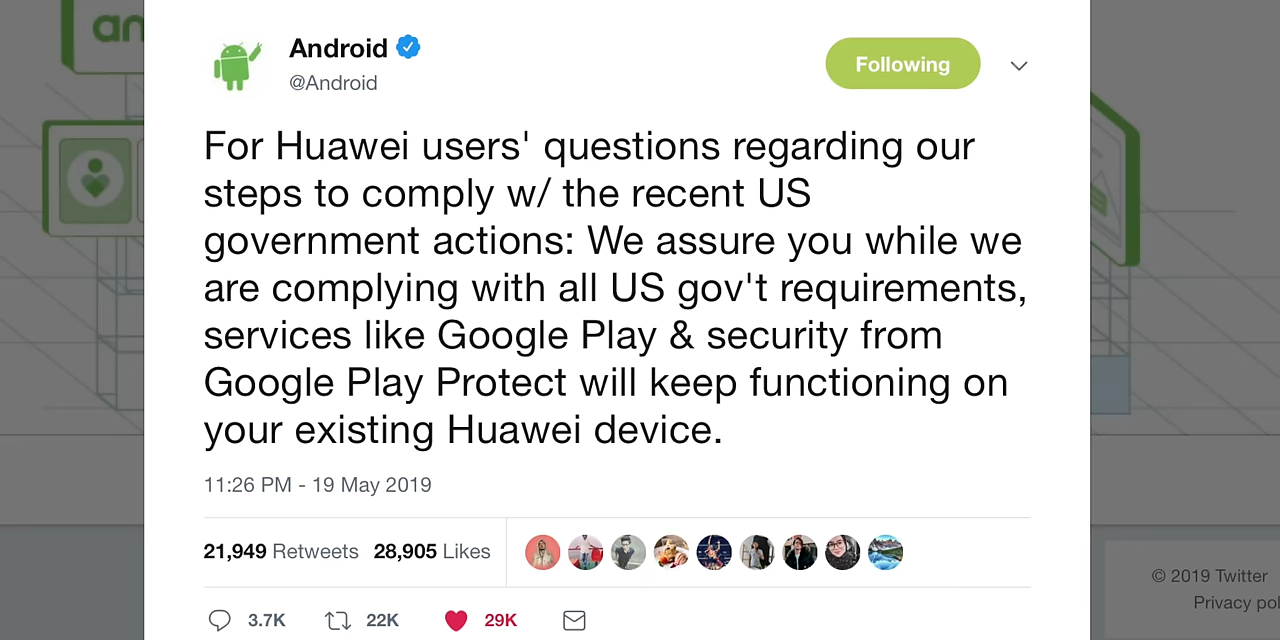 an
Android
@Android
Following
For Huawei users' questions regarding our
steps to comply w/ the recent US
government actions: We assure you while we
are complying with all US gov't requirements,
services like Google Play & security from
Google Play Protect will keep functioning on
your existing Huawei device.
11:26 PM - 19 May 2019
21,949 Retweets 28,905 Likes
3.7K 22K 29K
© 2019 Twitter
Privacy pol